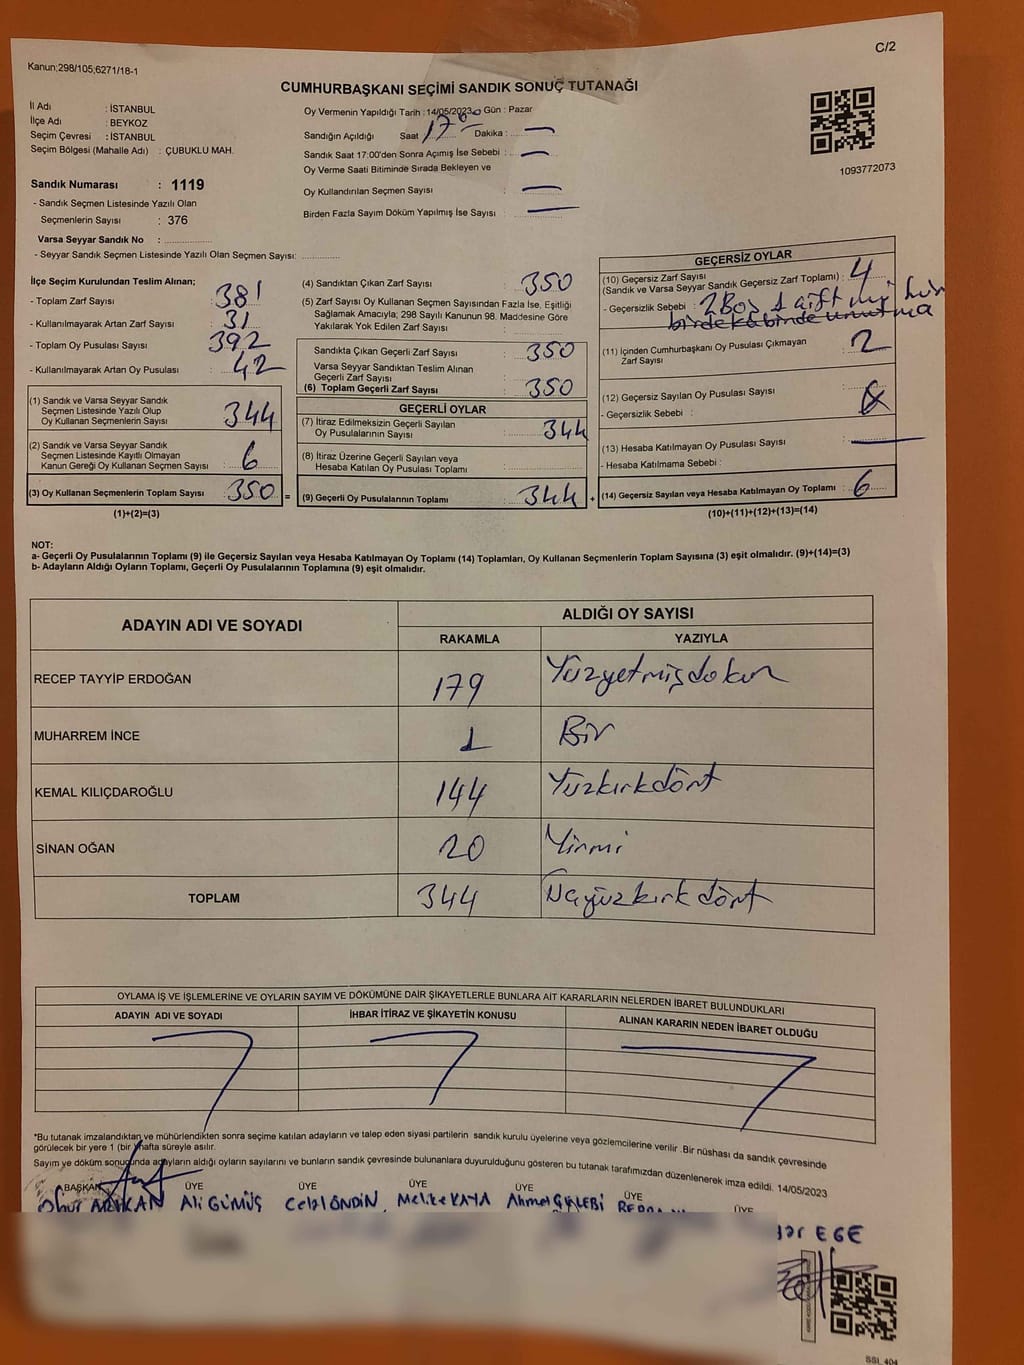 C/2
Kanun;298/105;6271/18-1
CUMHURBAŞKANI SEÇİMİ SANDIK SONUÇ TUTANAĞI
İl Adı : İSTANBUL
İlçe Adı : BEYKOZ
Seçim Çevresi : İSTANBUL
Seçim Bölgesi (Mahalle Adı) : ÇUBUKLU MAH.
Sandık Numarası : 1119
- Sandık Seçmen Listesinde Yazılı Olan
Seçmenlerin Sayısı : 376
Varsa Seyyar Sandık No :
- Seyyar Sandık Seçmen Listesinde Yazılı Olan Seçmen Sayısı:
Oy Vermenin Yapıldığı Tarih : 14/05/2023 Gün : Pazar
Sandığın Açıldığı Saat 17 Dakika : —
Sandık Saat 17:00'den Sonra Açımış İse Sebebi : —
Oy Verme Saati Bitiminde Sırada Bekleyen ve
Oy Kullandırılan Seçmen Sayısı : —
Birden Fazla Sayım Döküm Yapılmış İse Sayısı : —
1093772073
İlçe Seçim Kurulundan Teslim Alınan;
- Toplam Zarf Sayısı : 381
- Kullanılmayarak Artan Zarf Sayısı : 31
- Toplam Oy Pusulası Sayısı : 392
- Kullanılmayarak Artan Oy Pusulası : 42
(1) Sandık ve Varsa Seyyar Sandık
Seçmen Listesinde Yazılı Olup
Oy Kullanan Seçmenlerin Sayısı : 344
(2) Sandık ve Varsa Seyyar Sandık
Seçmen Listesinde Kayıtlı Olmayan
Kanun Gereği Oy Kullanan Seçmen Sayısı : 6
(3) Oy Kullanan Seçmenlerin Toplam Sayısı : 350 =
(1)+(2)=(3)
(4) Sandıktan Çıkan Zarf Sayısı : 350
(5) Zarf Sayısı Oy Kullanan Seçmen Sayısından Fazla İse, Eşitliği
Sağlamak Amacıyla; 298 Sayılı Kanunun 98. Maddesine Göre
Yakılarak Yok Edilen Zarf Sayısı :
Sandıkta Çıkan Geçerli Zarf Sayısı : 350
Varsa Seyyar Sandıktan Teslim Alınan
Geçerli Zarf Sayısı :
(6) Toplam Geçerli Zarf Sayısı : 350
GEÇERLİ OYLAR
(7) İtiraz Edilmeksizin Geçerli Sayılan
Oy Pusulalarının Sayısı : 344
(8) İtiraz Üzerine Geçerli Sayılan veya
Hesaba Katılan Oy Pusulası Toplamı :
(9) Geçerli Oy Pusulalarının Toplamı : 344 +
GEÇERSİZ OYLAR
(10) Geçersiz Zarf Sayısı : 4
(Sandık ve Varsa Seyyar Sandık Geçersiz Zarf Toplamı)
- Geçersizlik Sebebi : 2 Boş 1 çift
(11) İçinden Cumhurbaşkanı Oy Pusulası Çıkmayan
Zarf Sayısı : 2
(12) Geçersiz Sayılan Oy Pusulası Sayısı :
- Geçersizlik Sebebi :
(13) Hesaba Katılmayan Oy Pusulası Sayısı : —
- Hesaba Katılmama Sebebi :
(14) Geçersiz Sayılan veya Hesaba Katılmayan Oy Toplamı : 6
(10)+(11)+(12)+(13)=(14)
NOT:
a- Geçerli Oy Pusulalarının Toplamı (9) ile Geçersiz Sayılan veya Hesaba Katılmayan Oy Toplamı (14) Toplamları, Oy Kullanan Seçmenlerin Toplam Sayısına (3) eşit olmalıdır. (9)+(14)=(3)
b- Adayların Aldığı Oyların Toplamı, Geçerli Oy Pusulalarının Toplamına (9) eşit olmalıdır.
ADAYIN ADI VE SOYADI ALDIĞI OY SAYISI
RAKAMLA YAZIYLA
RECEP TAYYİP ERDOĞAN 179 Yüzyetmişdokuz
MUHARREM İNCE 1 Bir
KEMAL KILIÇDAROĞLU 144 Yüzkırkdört
SİNAN OĞAN 20 Yirmi
TOPLAM 344 Üçyüzkırkdört
OYLAMA İŞ VE İŞLEMLERİNE VE OYLARIN SAYIM VE DÖKÜMÜNE DAİR ŞİKAYETLERLE BUNLARA AİT KARARLARIN NELERDEN İBARET BULUNDUKLARI
ADAYIN ADI VE SOYADI İHBAR İTİRAZ VE ŞİKAYETİN KONUSU ALINAN KARARIN NEDEN İBARET OLDUĞU
*Bu tutanak imzalandıktan ve mühürlendikten sonra seçime katılan adayların ve talep eden siyasi partilerin sandık kurulu üyelerine veya gözlemcilerine verilir .Bir nüshası da sandık çevresinde
görülecek bir yere 1 (bir )hafta süreyle asılır.
Sayım ve döküm sonucunda adayların aldığı oyların sayılarını ve bunların sandık çevresinde bulunanlara duyurulduğunu gösteren bu tutanak tarafımızdan düzenlenerek imza edildi. 14/05/2023
BAŞKAN ÜYE ÜYE ÜYE ÜYE ÜYE ÜYE
Ali GÜMÜŞ Celal ÖNDİN Melike KAYA Ahmet EGE
SSI_404